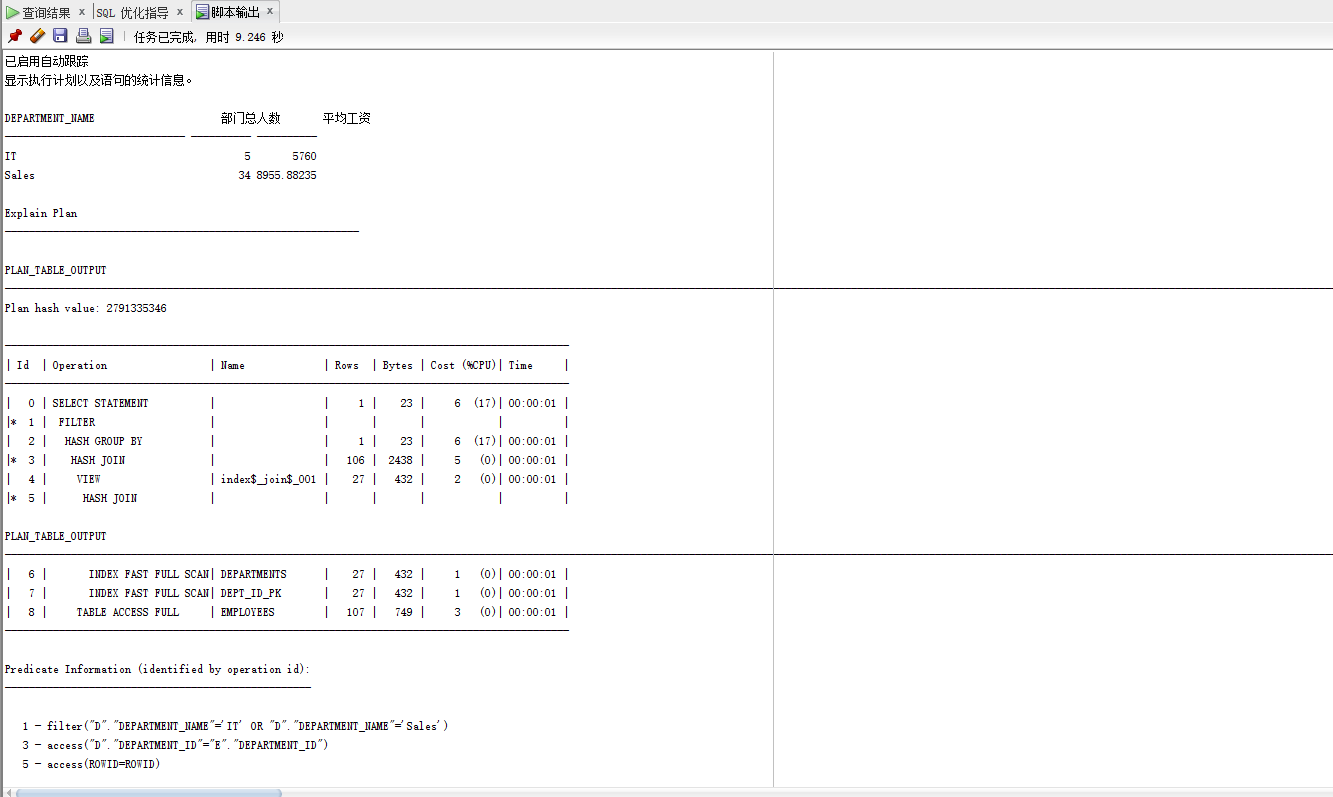 查询结果 x SQL 优化指导 x 脚本输出 x
任务已完成, 用时 9.246 秒
已启用自动跟踪
显示执行计划以及语句的统计信息。
DEPARTMENT_NAME 部门总人数 平均工资
------------------------------ ---------- ----------
IT 5 5760
Sales 34 8955.88235
Explain Plan
-----------------------------------------------------------
PLAN_TABLE_OUTPUT
Plan hash value: 2791335346
| Id | Operation | Name | Rows | Bytes | Cost (%CPU)| Time |
| 0 | SELECT STATEMENT | | 1 | 23 | 6 (17)| 00:00:01 |
|* 1 | FILTER | | | | | |
| 2 | HASH GROUP BY | | 1 | 23 | 6 (17)| 00:00:01 |
|* 3 | HASH JOIN | | 106 | 2438 | 5 (0)| 00:00:01 |
| 4 | VIEW | index$_join$_001 | 27 | 432 | 2 (0)| 00:00:01 |
|* 5 | HASH JOIN | | | | | |
PLAN_TABLE_OUTPUT
| 6 | INDEX FAST FULL SCAN| DEPARTMENTS | 27 | 432 | 1 (0)| 00:00:01 |
| 7 | INDEX FAST FULL SCAN| DEPT_ID_PK | 27 | 432 | 1 (0)| 00:00:01 |
| 8 | TABLE ACCESS FULL | EMPLOYEES | 107 | 749 | 3 (0)| 00:00:01 |
Predicate Information (identified by operation id):
---------------------------------------------------
1 - filter("D"."DEPARTMENT_NAME"='IT' OR "D"."DEPARTMENT_NAME"='Sales')
3 - access("D"."DEPARTMENT_ID"="E"."DEPARTMENT_ID")
5 - access(ROWID=ROWID)